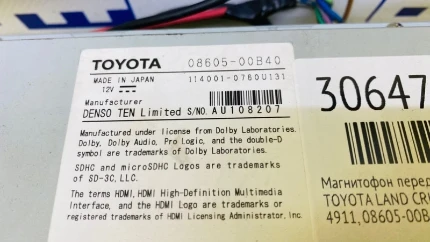 TOYOTA 08605-00B40
MADE IN JAPAN 114001-0760U131
12V
Manufacturer
DENSO TEN Limited S/NO. AU108207
Manufactured under license from Dolby Laboratories.
Dolby, Dolby Audio, Pro Logic, and the double-D
symbol are trademarks of Dolby Laboratories.
SDHC and microSDHC Logos are trademarks
of SD-3C, LLC.
The terms HDMI, HDMI High-Definition Multimedia
Interface, and the HDMI Logo are trademarks or
registered trademarks of HDMI Licensing Administrator, Inc.
30647
Магнитофон перед
TOYOTA LAND
4911, 08605-00B